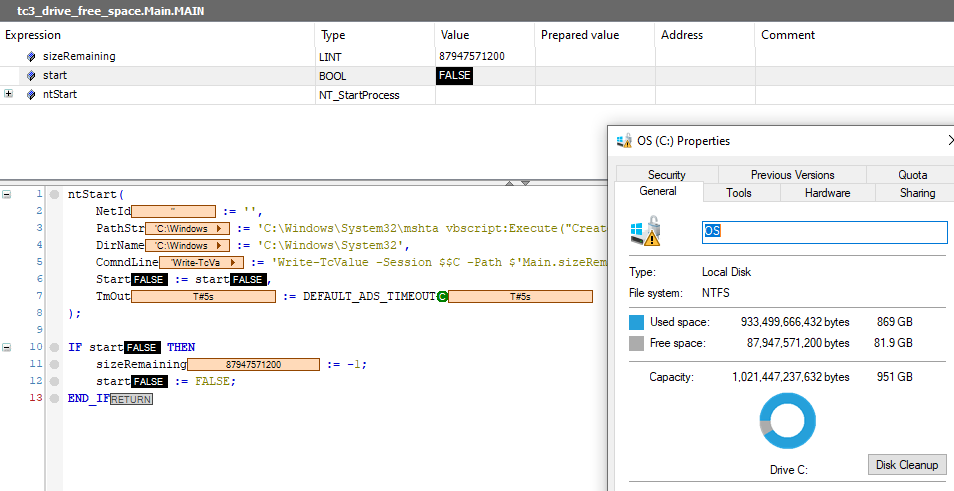 tc3_drive_free_space.Main.MAIN
Expression Type Value Prepared value Address Comment
sizeRemaining LINT 87947571200
start BOOL FALSE
ntStart NT_StartProcess
OS (C:) Properties
Security Previous Versions Quota
General Tools Hardware Sharing
OS
Type: Local Disk
File system: NTFS
Used space: 933,499,666,432 bytes 869 GB
Free space: 87,947,571,200 bytes 81.9 GB
Capacity: 1,021,447,237,632 bytes 951 GB
Drive C: Disk Cleanup
1 ntStart(
2 NetId '' := '',
3 PathStr 'C:\Windows := 'C:\Windows\System32\mshta vbscript:Execute("Creat
4 DirName 'C:\Windows := 'C:\Windows\System32',
5 ComndLine 'Write-TcVa := 'Write-TcValue -Session $$C -Path $'Main.sizeRem
6 Start FALSE := start FALSE,
7 TmOut T#5s := DEFAULT_ADS_TIMEOUT C T#5s
8 );
9
10 IF start FALSE THEN
11 sizeRemaining 87947571200 := -1;
12 start FALSE := FALSE;
13 END_IF RETURN